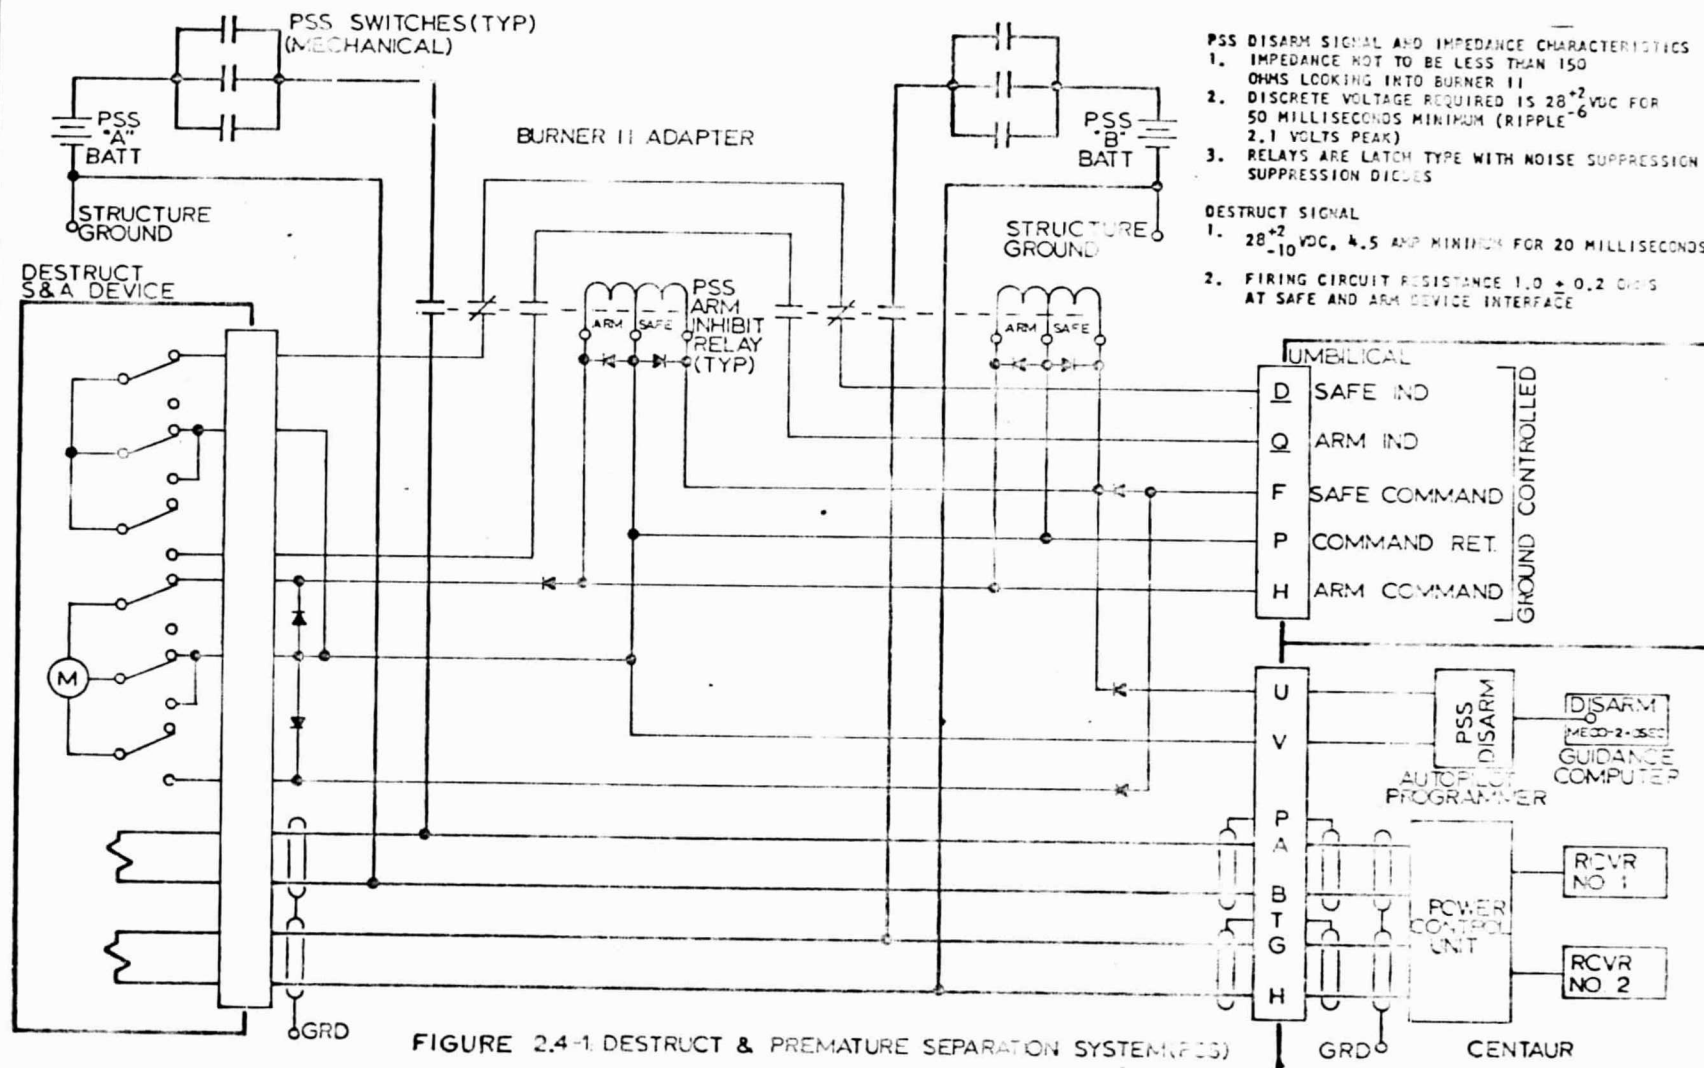 PSS SWITCHES (TYP)
(MECHANICAL)
PSS
"A"
BATT
STRUCTURE
GROUND
BURNER II ADAPTER
PSS
"B"
BATT
STRUCTURE
GROUND
PSS DISARM SIGNAL AND IMPEDANCE CHARACTERISTICS
1. IMPEDANCE NOT TO BE LESS THAN 150
OHMS LOOKING INTO BURNER II
2. DISCRETE VOLTAGE REQUIRED IS 28 +2 -6 VDC FOR
50 MILLISECONDS MINIMUM (RIPPLE
2.1 VOLTS PEAK)
3. RELAYS ARE LATCH TYPE WITH NOISE SUPPRESSION
SUPPRESSION DIODES
DESTRUCT SIGNAL
1. 28 +2 -10 VDC, 4.5 AMP MINIMUM FOR 20 MILLISECONDS
2. FIRING CIRCUIT RESISTANCE 1.0 ± 0.2 OHMS
AT SAFE AND ARM DEVICE INTERFACE
DESTRUCT
S&A DEVICE
PSS
ARM
INHIBIT
RELAY
(TYP)
ARM SAFE
ARM SAFE
UMBILICAL
D SAFE IND
Q ARM IND
F SAFE COMMAND
P COMMAND RET.
H ARM COMMAND
GROUND CONTROLLED
M
U
V
P
A
B
T
G
H
PSS
DISARM
AUTOPILOT
PROGRAMMER
DISARM
GUIDANCE
COMPUTER
POWER
CONTROL
UNIT
RCVR
NO. 1
RCVR
NO. 2
GRD
GRD
CENTAUR
FIGURE 2.4-1. DESTRUCT & PREMATURE SEPARATION SYSTEM (PSS)